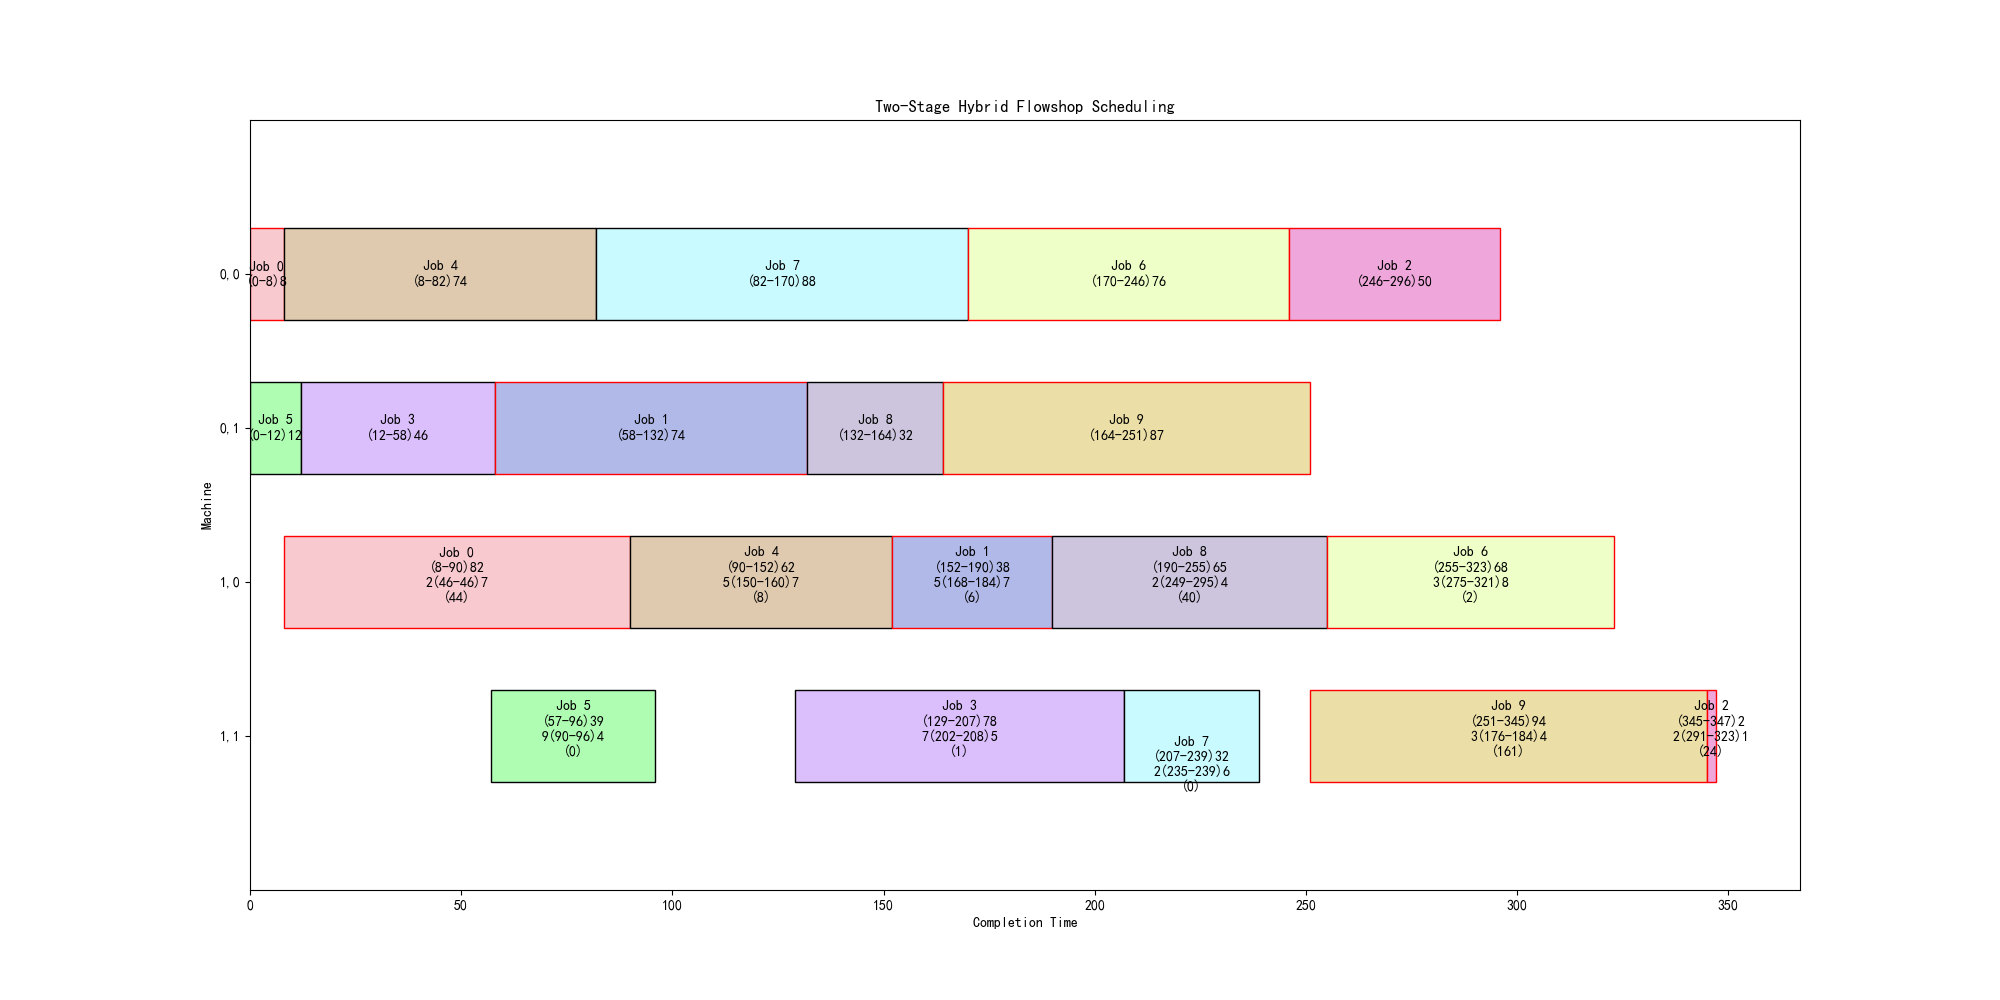 Two-Stage Hybrid Flowshop Scheduling
Machine
0,0
Job 0
(0-8)8
Job 4
(8-82)74
Job 7
(82-170)88
Job 6
(170-246)76
Job 2
(246-296)50
0,1
Job 5
(0-12)12
Job 3
(12-58)46
Job 1
(58-132)74
Job 8
(132-164)32
Job 9
(164-251)87
1,0
Job 0
(8-90)82
2(46-46)7
(44)
Job 4
(90-152)62
5(150-160)7
(8)
Job 1
(152-190)38
5(168-184)7
(6)
Job 8
(190-255)65
2(249-295)4
(40)
Job 6
(255-323)68
3(275-321)8
(2)
1,1
Job 5
(57-96)39
9(90-96)4
(0)
Job 3
(129-207)78
7(202-208)5
(1)
Job 7
(207-239)32
2(235-239)6
(0)
Job 9
(251-345)94
3(176-184)4
(161)
Job 2
(345-347)2
2(291-323)1
(24)
0
50
100
150
200
250
300
350
Completion Time